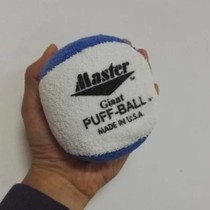 Master
Giant
PUFF-BALL
MADE IN U.S.A.